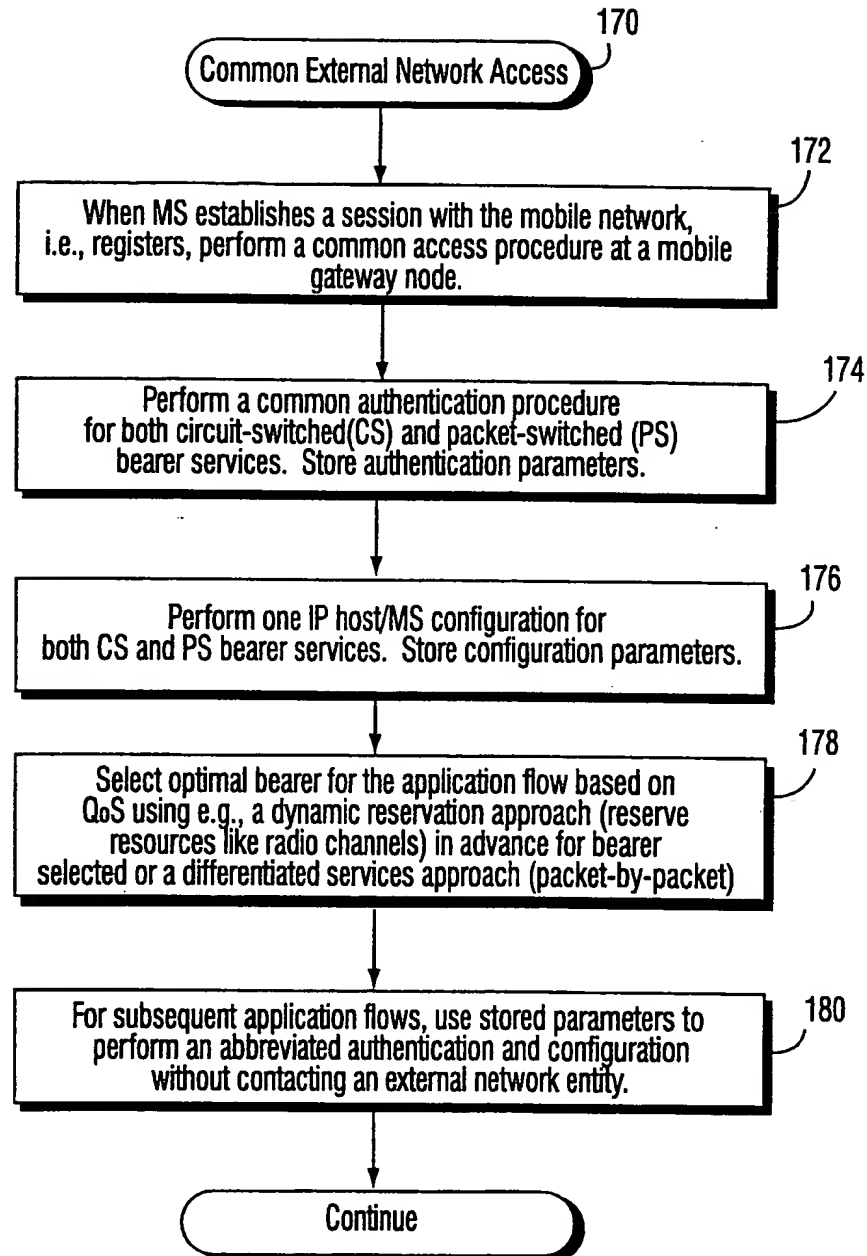 170
Common External Network Access
172
When MS establishes a session with the mobile network,
i.e., registers, perform a common access procedure at a mobile
gateway node.
174
Perform a common authentication procedure
for both circuit-switched(CS) and packet-switched (PS)
bearer services. Store authentication parameters.
176
Perform one IP host/MS configuration for
both CS and PS bearer services. Store configuration parameters.
178
Select optimal bearer for the application flow based on
QoS using e.g., a dynamic reservation approach (reserve
resources like radio channels) in advance for bearer
selected or a differentiated services approach (packet-by-packet)
180
For subsequent application flows, use stored parameters to
perform an abbreviated authentication and configuration
without contacting an external network entity.
Continue